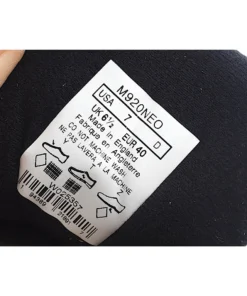 M920NEO
USA 7 D
UK 6½ EUR 40
Made in England
Fabriqué en Angleterre
DO NOT MACHINE WASH
NE PAS LAVER A LA MACHINE
Y Z
W025357